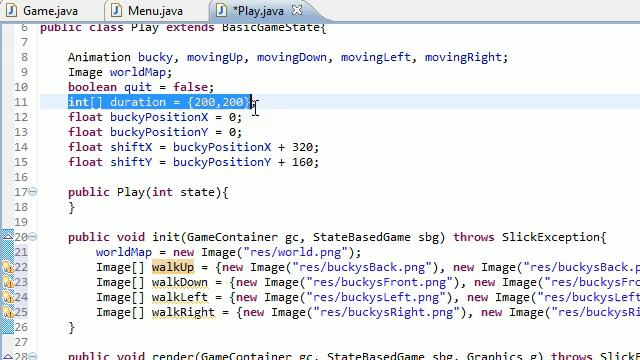 Game.java Menu.java *Play.java
6 public class Play extends BasicGameState{
7
8 Animation bucky, movingUp, movingDown, movingLeft, movingRight;
9 Image worldMap;
10 boolean quit = false;
11 int[] duration = {200,200};
12 float buckyPositionX = 0;
13 float buckyPositionY = 0;
14 float shiftX = buckyPositionX + 320;
15 float shiftY = buckyPositionY + 160;
16
17 public Play(int state){
18 }
19
20 public void init(GameContainer gc, StateBasedGame sbg) throws SlickException{
21 worldMap = new Image("res/world.png");
22 Image[] walkUp = {new Image("res/buckysBack.png"), new Image("res/buckysBac
23 Image[] walkDown = {new Image("res/buckysFront.png"), new Image("res/buckysFro
24 Image[] walkLeft = {new Image("res/buckysLeft.png"), new Image("res/buckysLeft
25 Image[] walkRight = {new Image("res/buckysRight.png"), new Image("res/buckysRi
26 }
27
28 public void render(GameContainer gc, StateBasedGame sbg, Graphics g) throws Slick